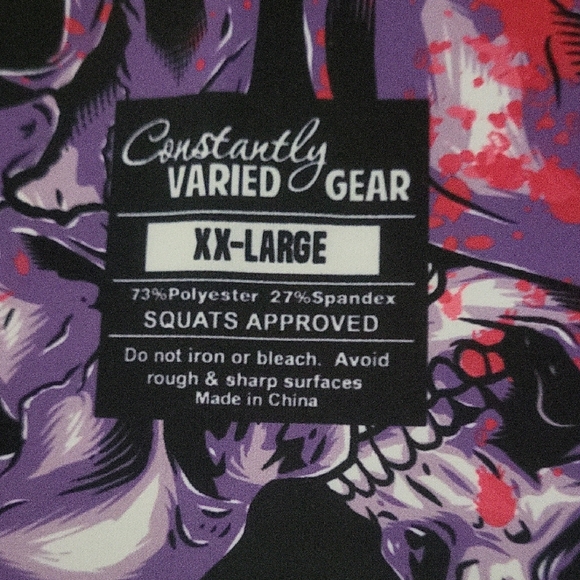 Constantly
VARIED GEAR
XX-LARGE
73%Polyester 27%Spandex
SQUATS APPROVED
Do not iron or bleach. Avoid
rough & sharp surfaces
Made in China